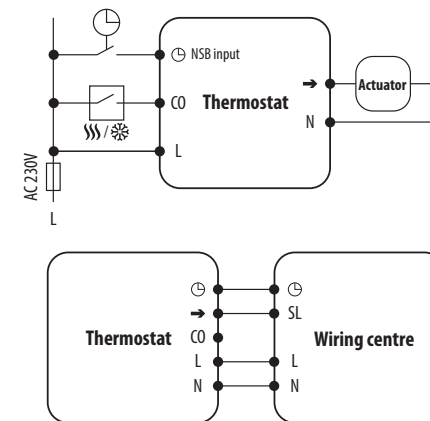 NSB input
CO
Thermostat
Actuator
N
L
AC 230V
L
Thermostat
Wiring centre
SL
CO
L
L
N
N